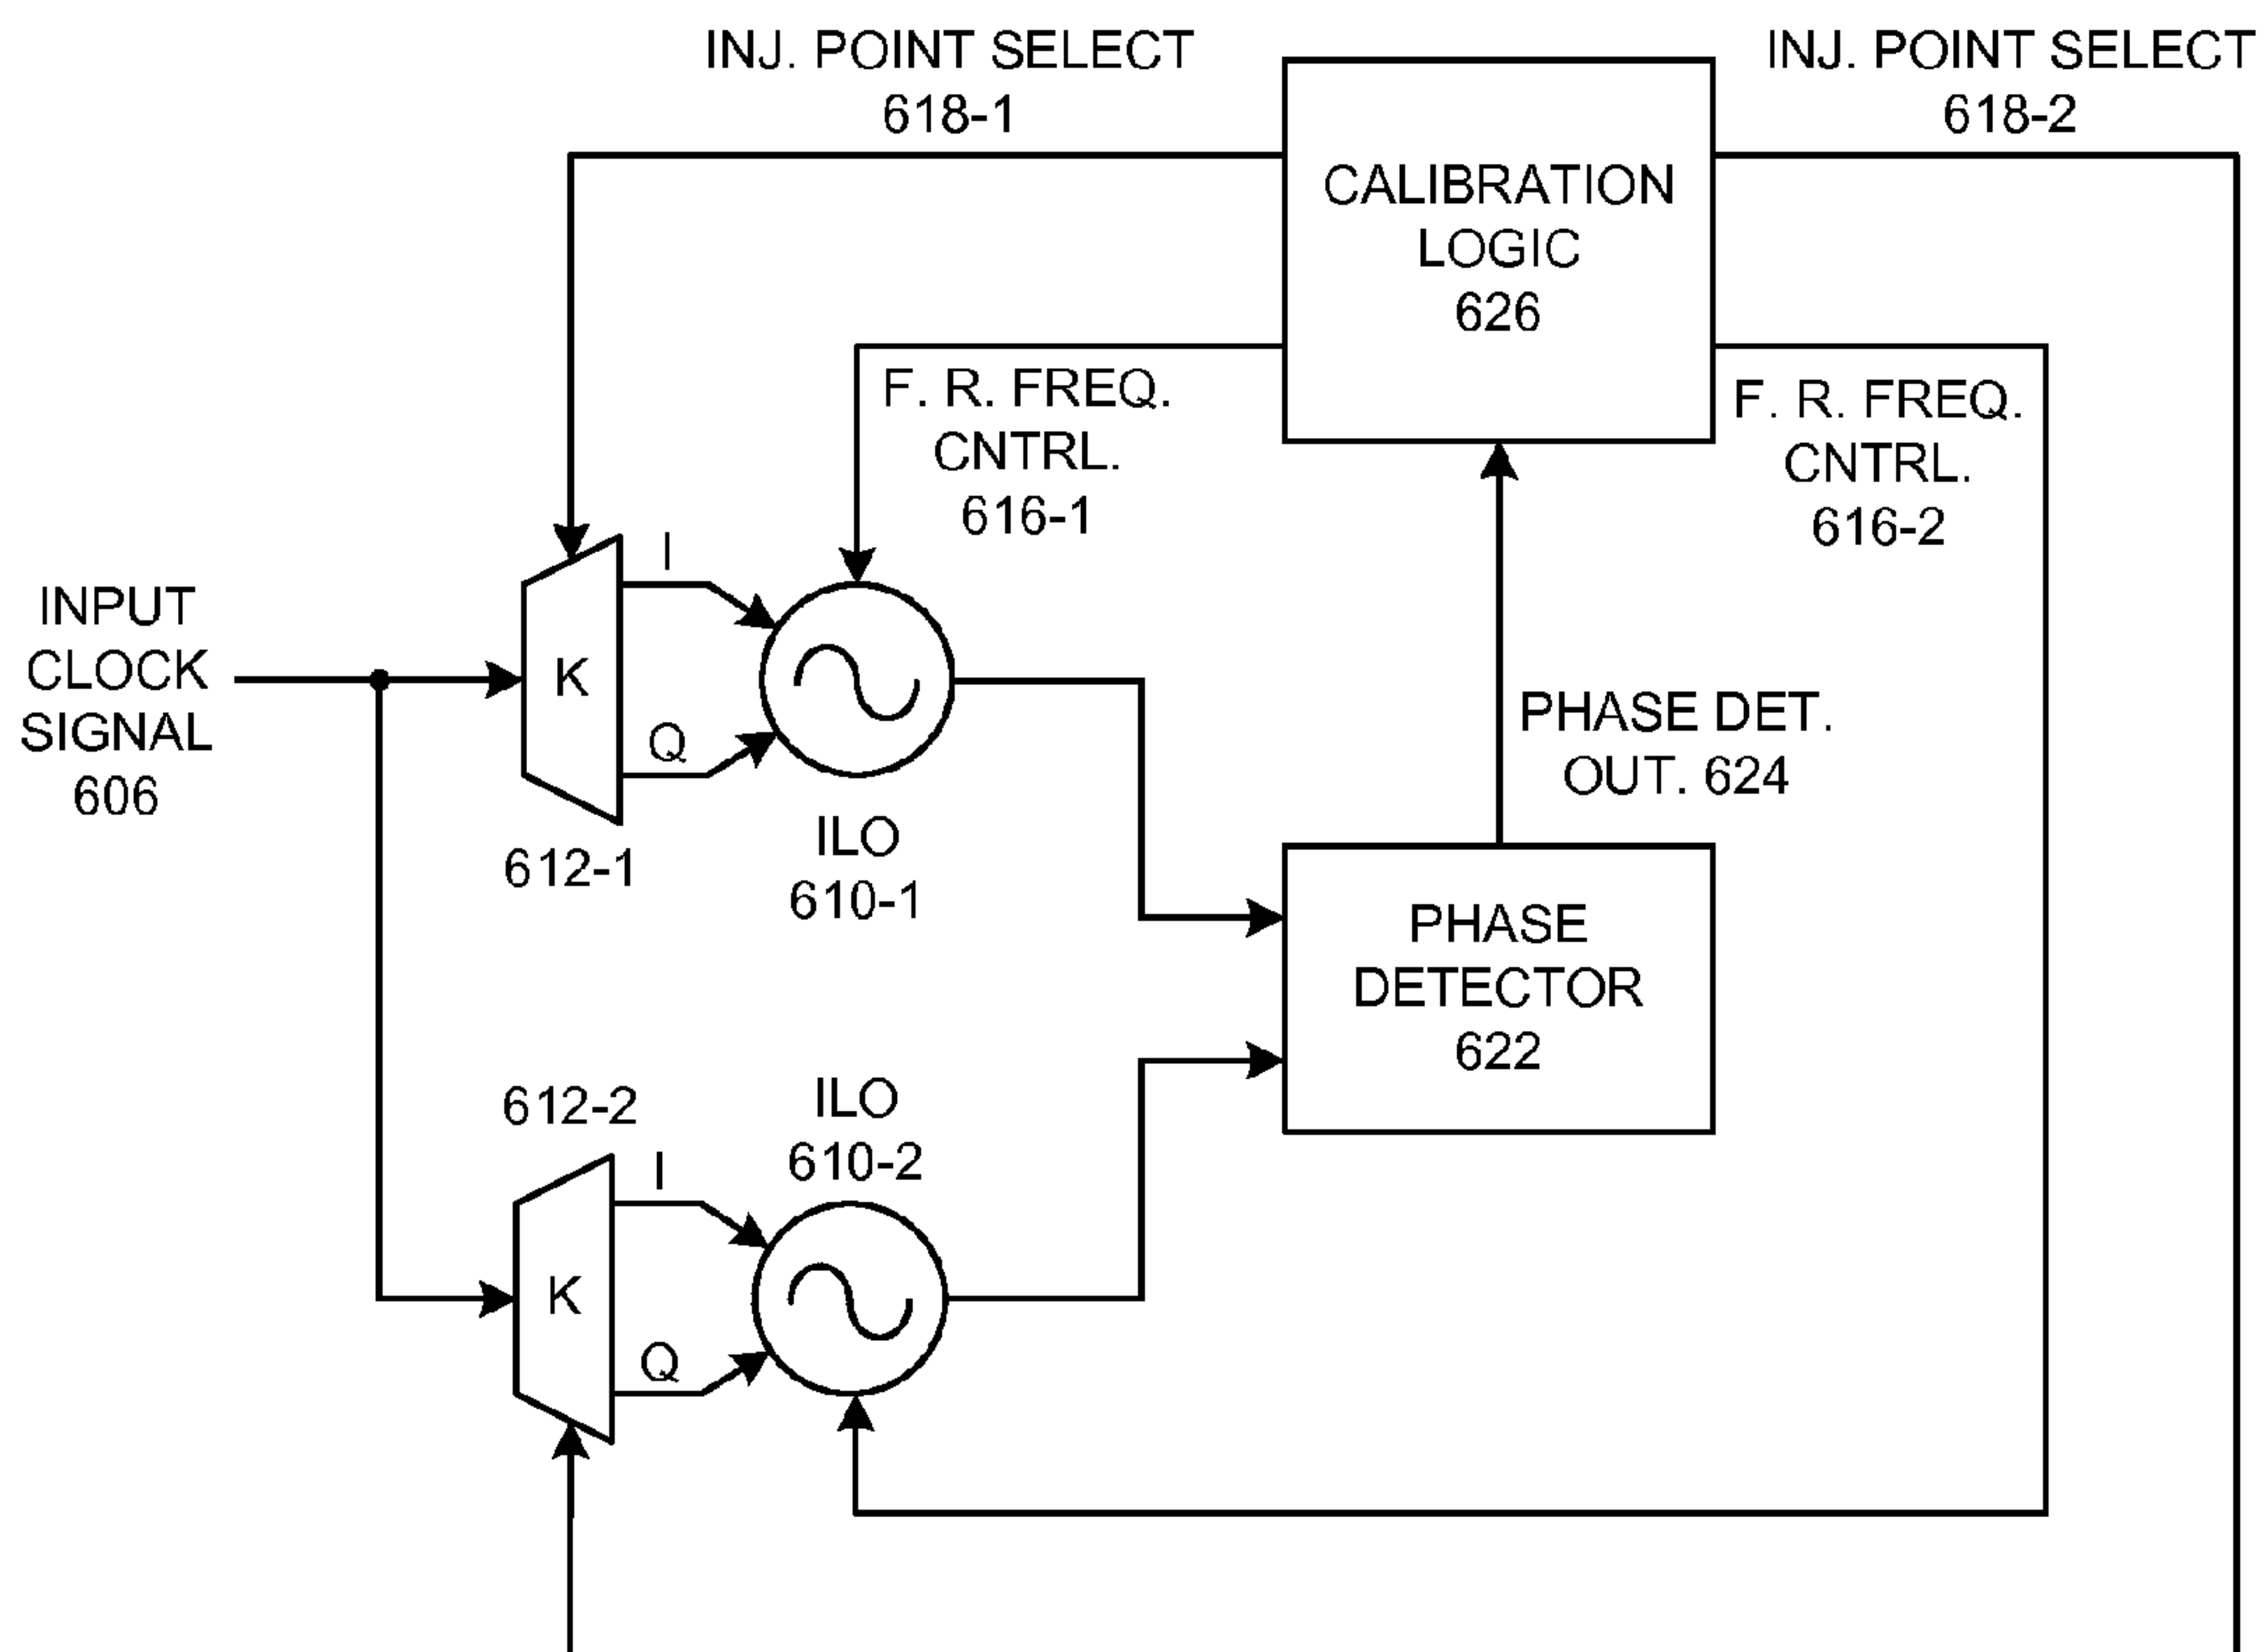 INJ. POINT SELECT
618-1
INJ. POINT SELECT
618-2
CALIBRATION
LOGIC
626
F. R. FREQ.
CNTRL.
616-1
F. R. FREQ.
CNTRL.
616-2
INPUT
CLOCK
SIGNAL
606
I
K
Q
612-1
ILO
610-1
PHASE DET.
OUT. 624
PHASE
DETECTOR
622
612-2
ILO
610-2
I
K
Q